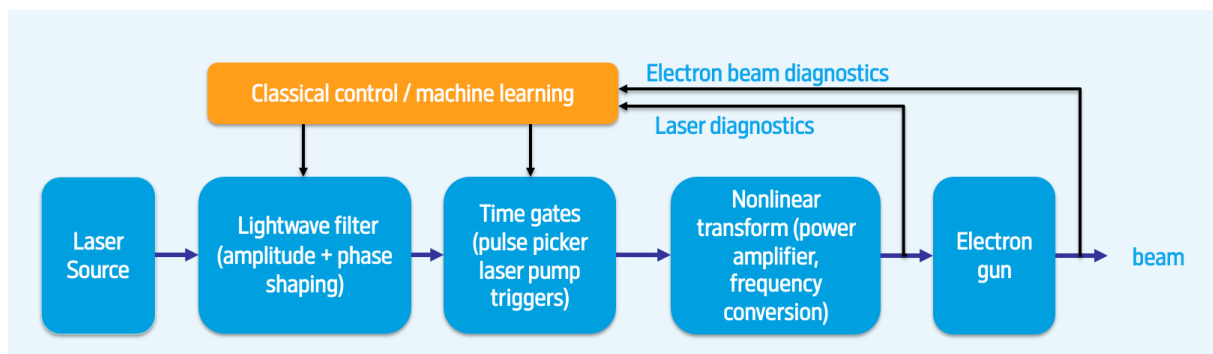 Electron beam diagnostics
Classical control / machine learning
Laser diagnostics
Laser
Source
Lightwave filter
(amplitude + phase
shaping)
Time gates
(pulse picker
laser pump
triggers)
Nonlinear
transform (power
amplifier,
frequency
conversion)
Electron
gun
beam